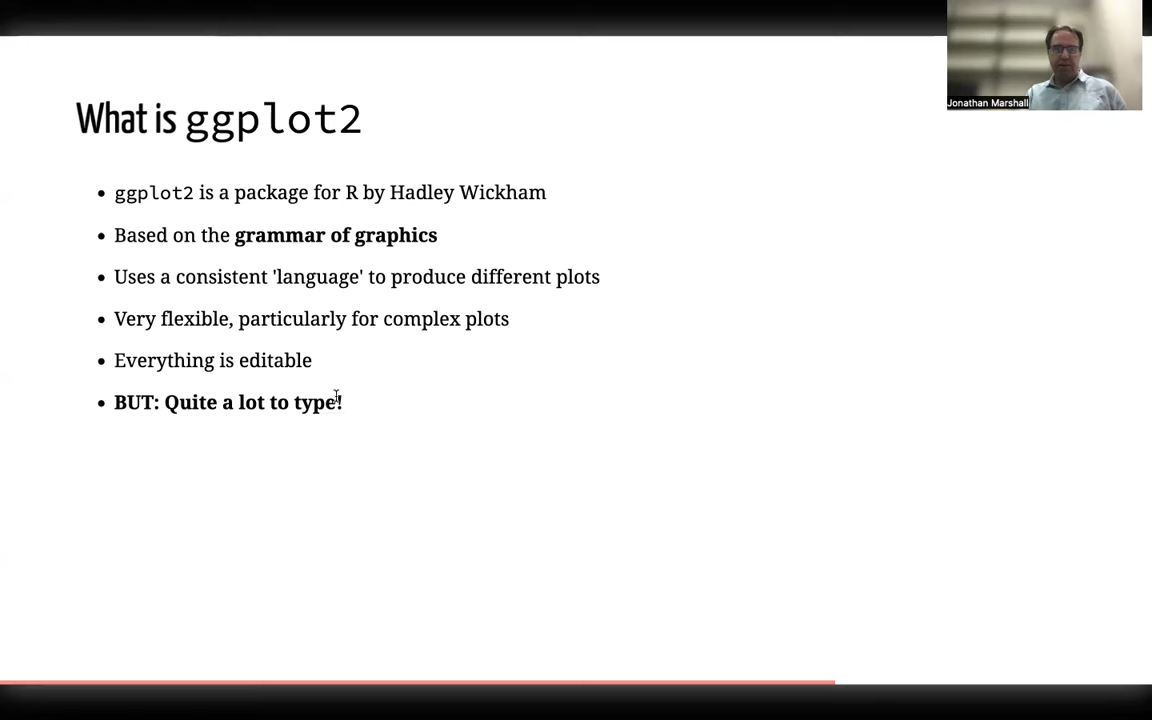 Jonathan Marshall
What is ggplot2
• ggplot2 is a package for R by Hadley Wickham
• Based on the grammar of graphics
• Uses a consistent 'language' to produce different plots
• Very flexible, particularly for complex plots
• Everything is editable
• BUT: Quite a lot to type!